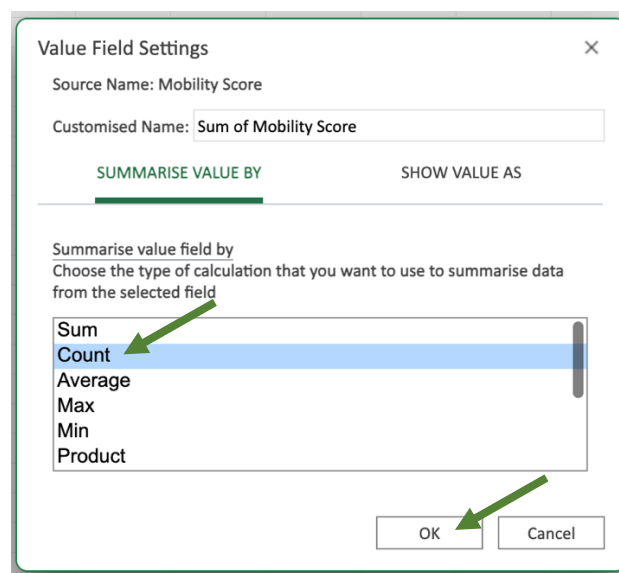 Value Field Settings
Source Name: Mobility Score
Customised Name: Sum of Mobility Score
SUMMARISE VALUE BY SHOW VALUE AS
Summarise value field by
Choose the type of calculation that you want to use to summarise data
from the selected field
Sum
Count
Average
Max
Min
Product
OK Cancel